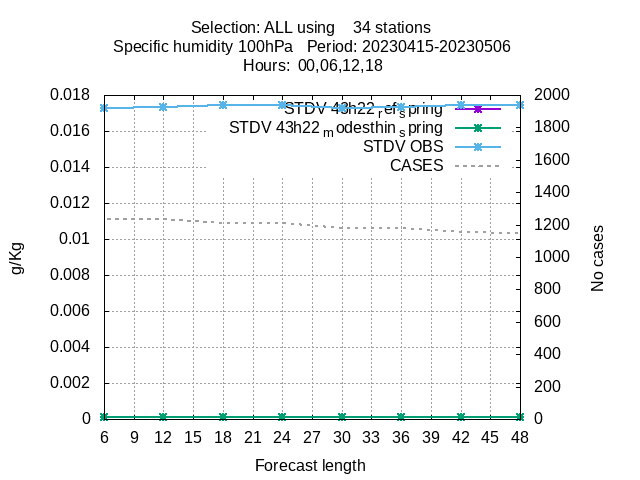 Selection: ALL using    34 stations
Specific humidity 100hPa   Period: 20230415-20230506
Hours:  00,06,12,18
0.018
0.016
0.014
0.012
0.01
0.008
0.006
0.004
0.002
0
2000
1800
1600
1400
1200
1000
800
600
400
200
0
STDV 43h22refspring
STDV 43h22modesthinspring
STDV OBS
CASES
g/Kg
No cases
6 9 12 15 18 21 24 27 30 33 36 39 42 45 48
Forecast length